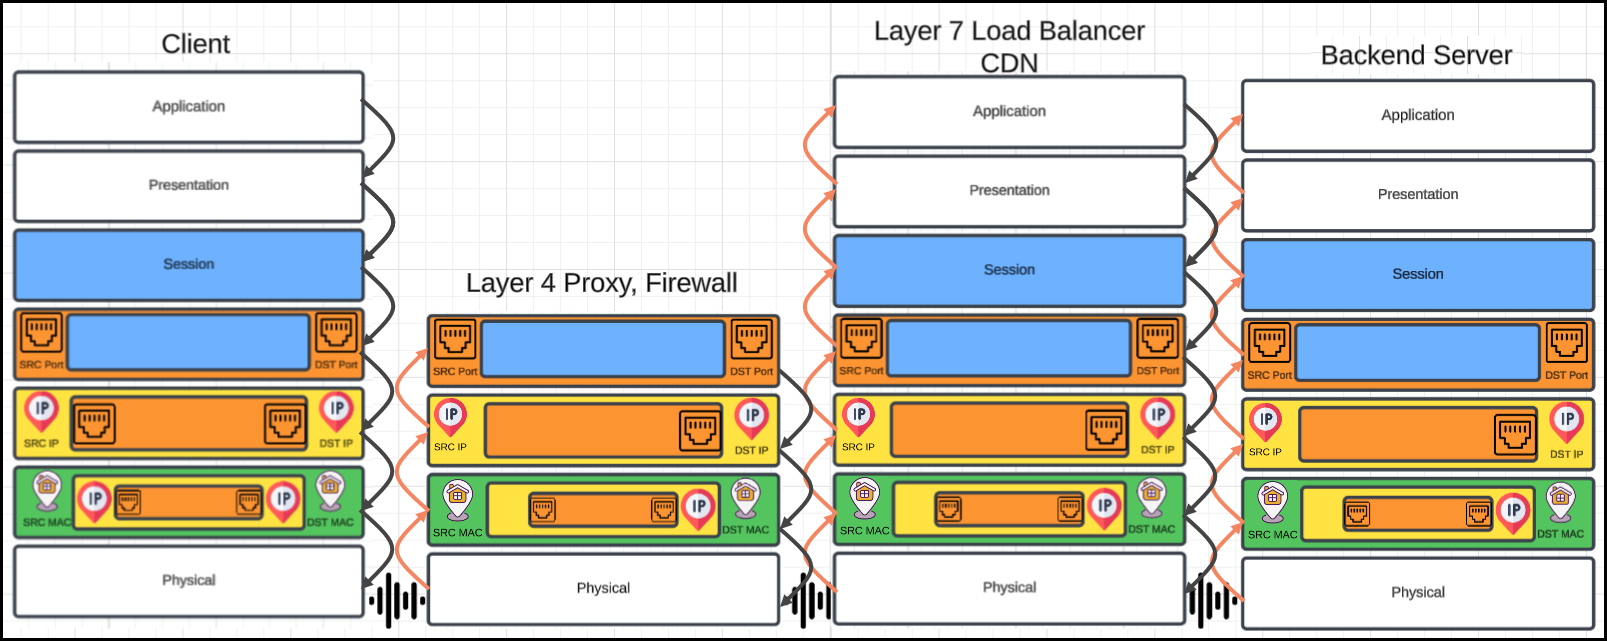 Client
Application
Presentation
Session
SRC Port
DST Port
IP
SRC IP
IP
DST IP
SRC MAC
IP
IP
DST MAC
Physical
Layer 4 Proxy, Firewall
SRC Port
DST Port
IP
SRC IP
IP
DST IP
SRC MAC
IP
DST MAC
Physical
Layer 7 Load Balancer
CDN
Application
Presentation
Session
SRC Port
DST Port
IP
SRC IP
IP
DST IP
SRC MAC
IP
DST MAC
Physical
Backend Server
Application
Presentation
Session
SRC Port
DST Port
IP
SRC IP
IP
DST IP
SRC MAC
IP
DST MAC
Physical